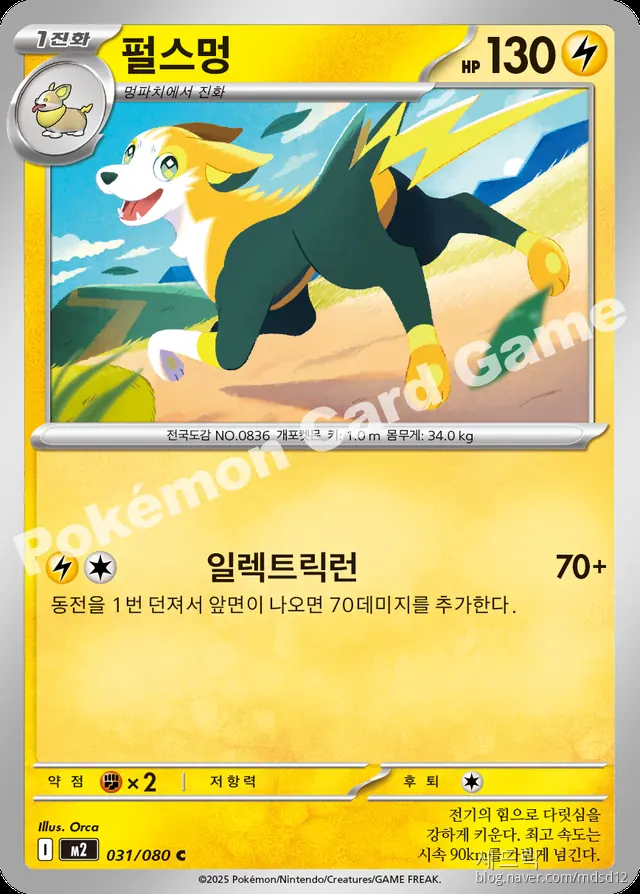 1진화 펄스멍 HP 130
멍파치에서 진화
전국도감 NO.0836 개포켓몬 키: 1.0 m 몸무게: 34.0 kg
Pokémon Card Game
일렉트릭런 70+
동전을 1번 던져서 앞면이 나오면 70데미지를 추가한다.
약점 ×2 저항력 후퇴
전기의 힘으로 다릿심을
강하게 키운다. 최고 속도는
시속 90km를 가볍게 넘긴다.
Illus. Orca
I m2 031/080 C
©2025 Pokémon/Nintendo/Creatures/GAME FREAK.
blog.naver.com/mdsd12